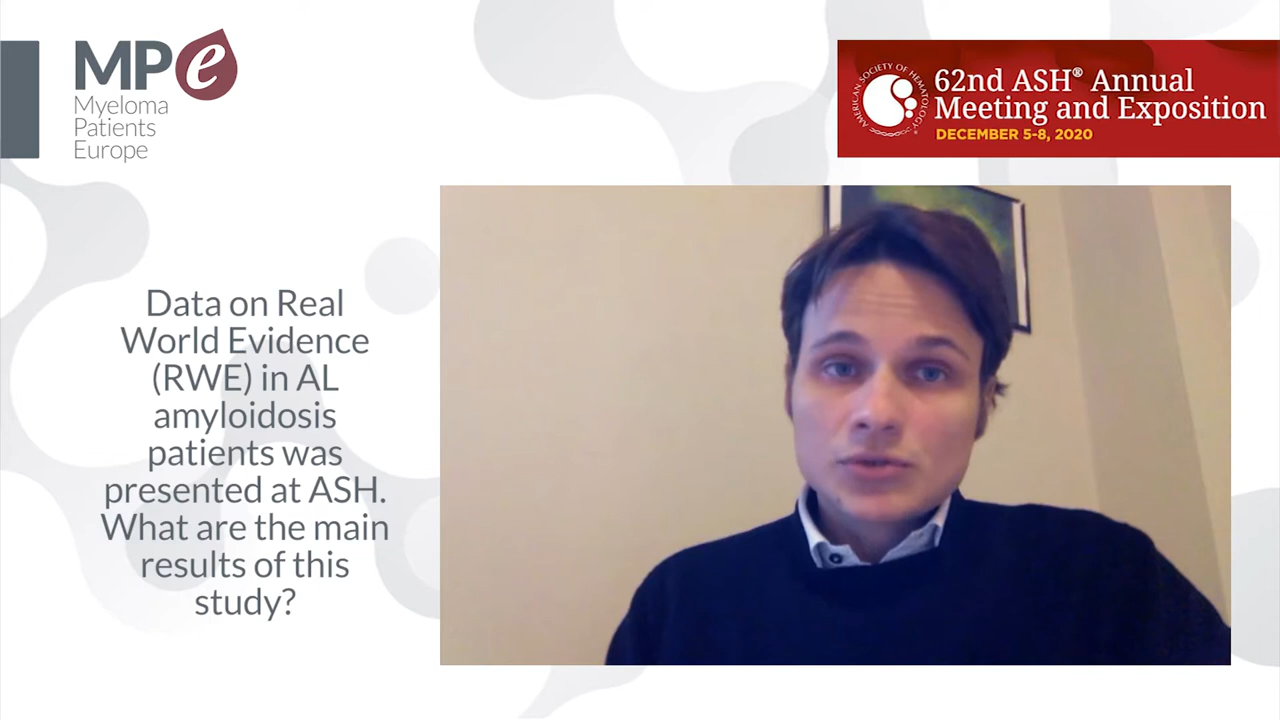 MPe
Myeloma
Patients
Europe
AMERICAN SOCIETY OF HEMATOLOGY®
62nd ASH® Annual
Meeting and Exposition
DECEMBER 5-8, 2020
Data on Real
World Evidence
(RWE) in AL
amyloidosis
patients was
presented at ASH.
What are the main
results of this
study?